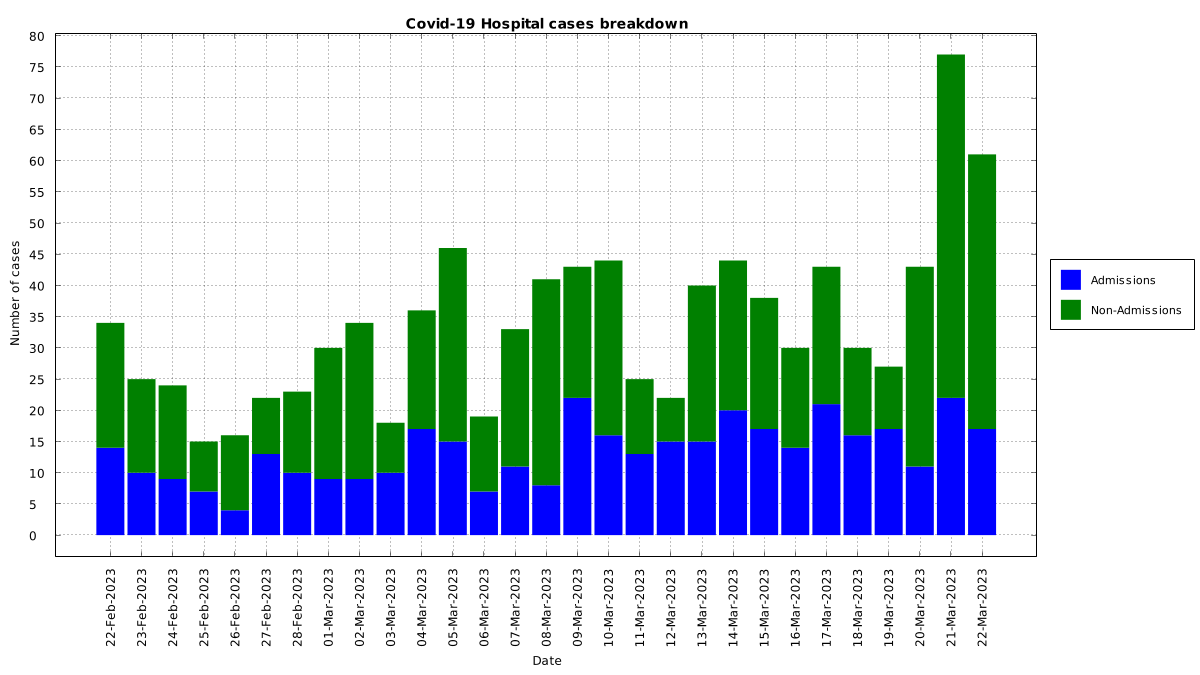 Covid-19 Hospital cases breakdown
80
75
70
65
60
55
50
45
40
35
30
25
20
15
10
5
0
Number of cases
22-Feb-2023
23-Feb-2023
24-Feb-2023
25-Feb-2023
26-Feb-2023
27-Feb-2023
28-Feb-2023
01-Mar-2023
02-Mar-2023
03-Mar-2023
04-Mar-2023
05-Mar-2023
06-Mar-2023
07-Mar-2023
08-Mar-2023
09-Mar-2023
10-Mar-2023
11-Mar-2023
12-Mar-2023
13-Mar-2023
14-Mar-2023
15-Mar-2023
16-Mar-2023
17-Mar-2023
18-Mar-2023
19-Mar-2023
20-Mar-2023
21-Mar-2023
22-Mar-2023
Date
Admissions
Non-Admissions